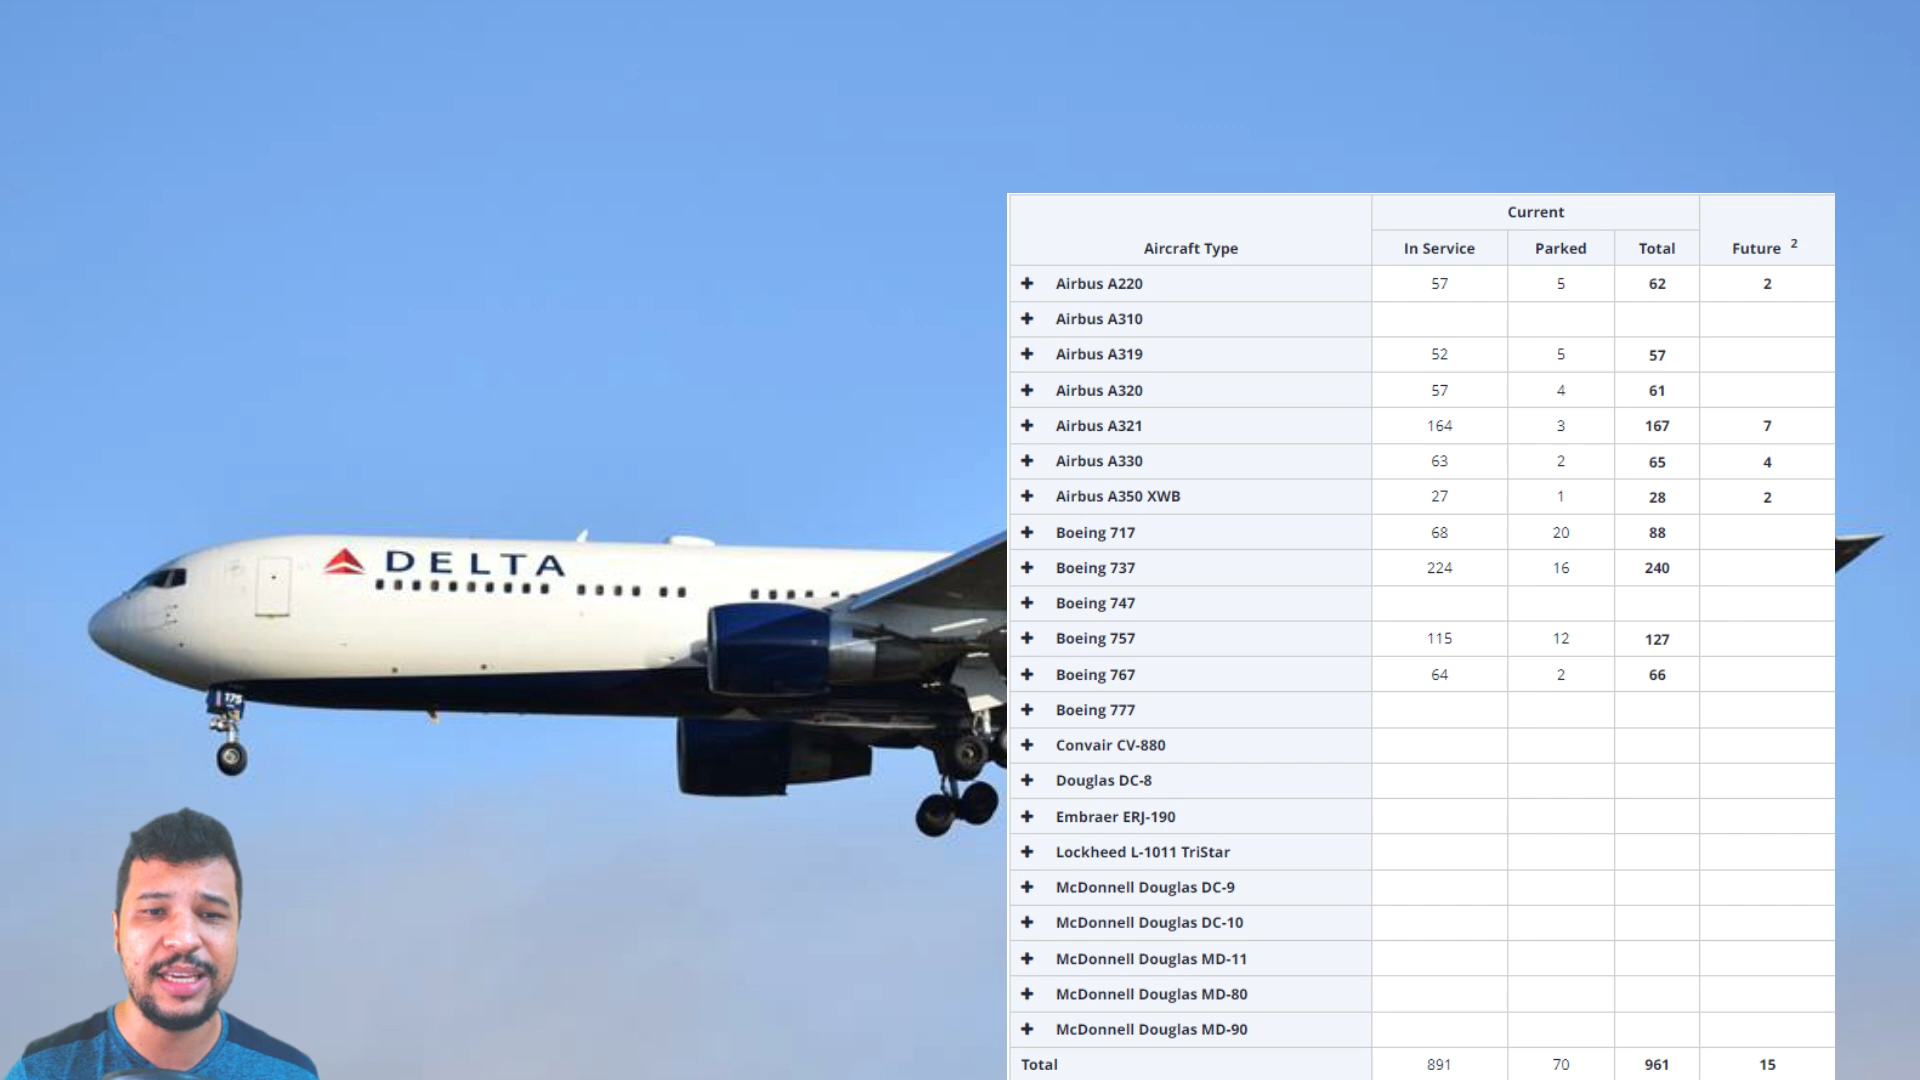 Current
Aircraft Type In Service Parked Total Future 2
Airbus A220 57 5 62 2
Airbus A310
Airbus A319 52 5 57
Airbus A320 57 4 61
Airbus A321 164 3 167 7
Airbus A330 63 2 65 4
Airbus A350 XWB 27 1 28 2
Boeing 717 68 20 88
Boeing 737 224 16 240
Boeing 747
Boeing 757 115 12 127
Boeing 767 64 2 66
Boeing 777
Convair CV-880
Douglas DC-8
Embraer ERJ-190
Lockheed L-1011 TriStar
McDonnell Douglas DC-9
McDonnell Douglas DC-10
McDonnell Douglas MD-11
McDonnell Douglas MD-80
McDonnell Douglas MD-90
Total 891 70 961 15
DELTA
175